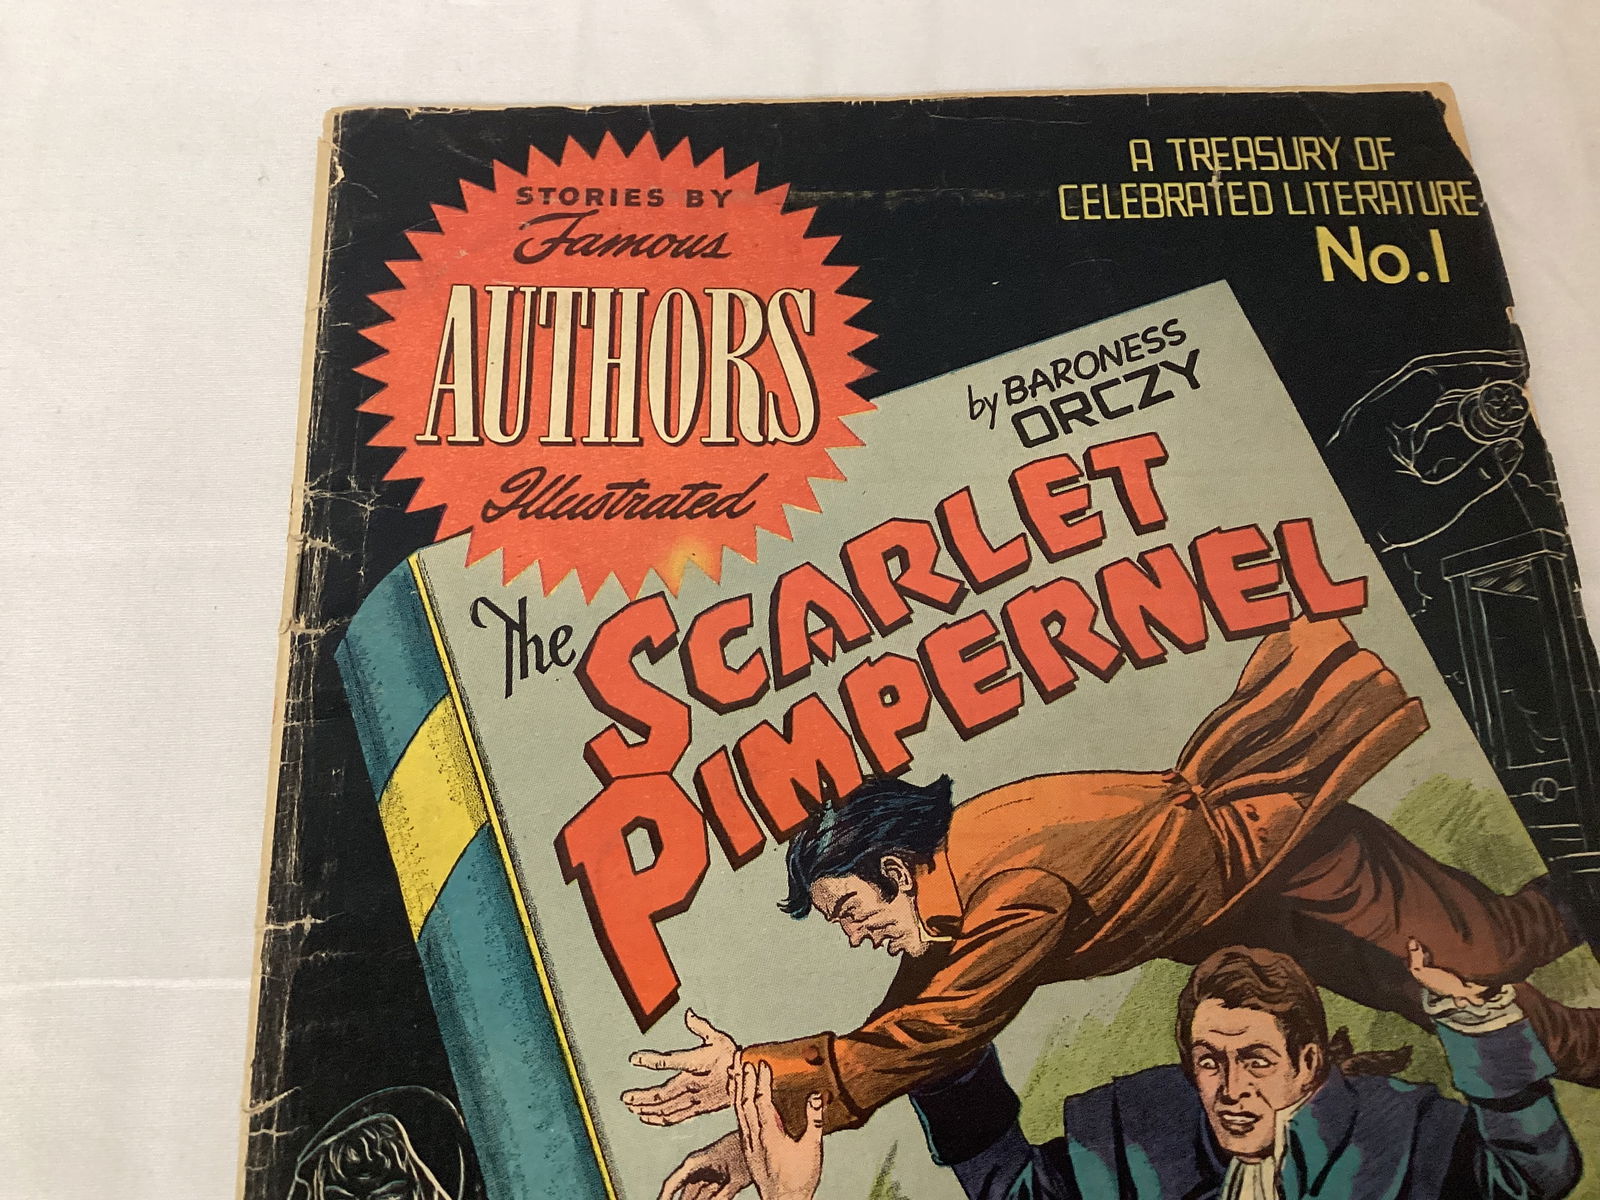 STORIES BY
Famous
AUTHORS
Illustrated
A TREASURY OF
CELEBRATED LITERATURE
No.1
by BARONESS
ORCZY
The SCARLET
PIMPERNEL